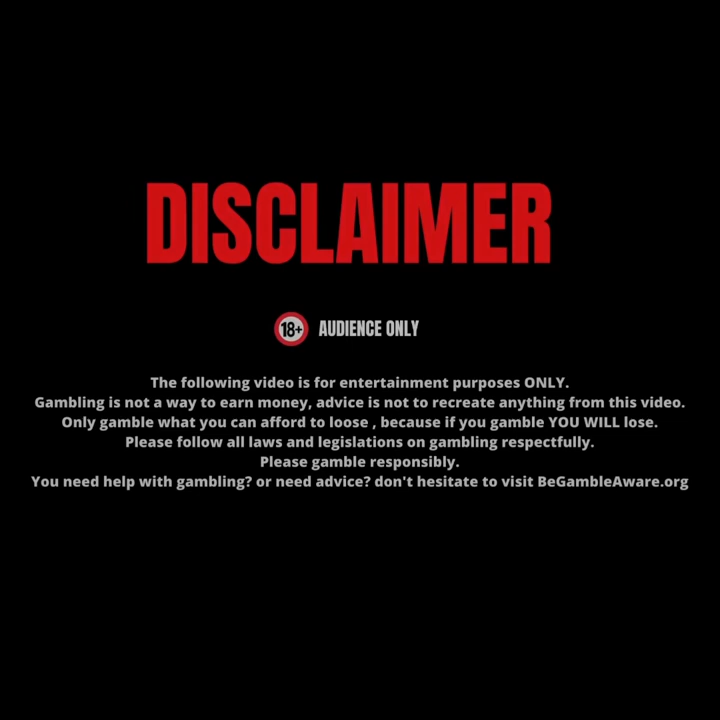 DISCLAIMER
18+ AUDIENCE ONLY
The following video is for entertainment purposes ONLY.
Gambling is not a way to earn money, advice is not to recreate anything from this video.
Only gamble what you can afford to loose , because if you gamble YOU WILL lose.
Please follow all laws and legislations on gambling respectfully.
Please gamble responsibly.
You need help with gambling? or need advice? don't hesitate to visit BeGambleAware.org